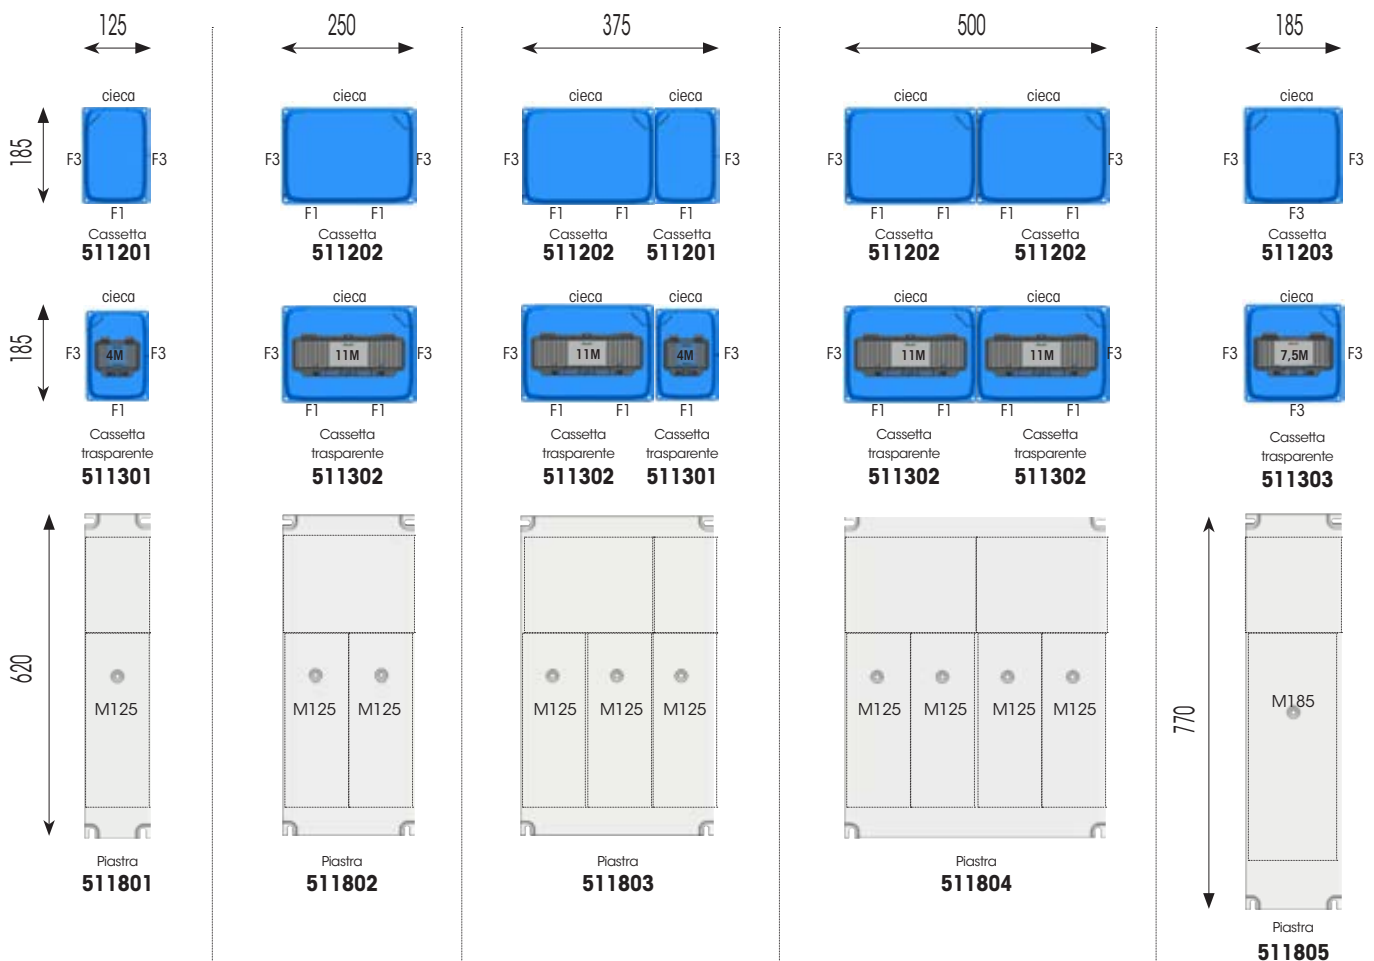 125 250 375 500 185
cieca cieca cieca cieca cieca cieca cieca
185 F3 F3 F3 F3 F3 F3 F3 F3 F3 F3
F1 F1 F1 F1 F1 F1 F1 F1 F1 F1 F3
Cassetta Cassetta Cassetta Cassetta Cassetta Cassetta Cassetta
511201 511202 511202 511201 511202 511202 511203
cieca cieca cieca cieca cieca cieca cieca
185 F3 4M F3 F3 11M F3 F3 11M 4M F3 F3 11M 11M F3 F3 7,5M F3
F1 F1 F1 F1 F1 F1 F1 F1 F1 F1 F3
Cassetta Cassetta Cassetta Cassetta Cassetta Cassetta Cassetta
trasparente trasparente trasparente trasparente trasparente trasparente trasparente
511301 511302 511302 511301 511302 511302 511303
620 M125 M125 M125 M125 M125 M125 M125 M125 M125 M125 770 M185
Piastra Piastra Piastra Piastra
511801 511802 511803 511804
Piastra
511805